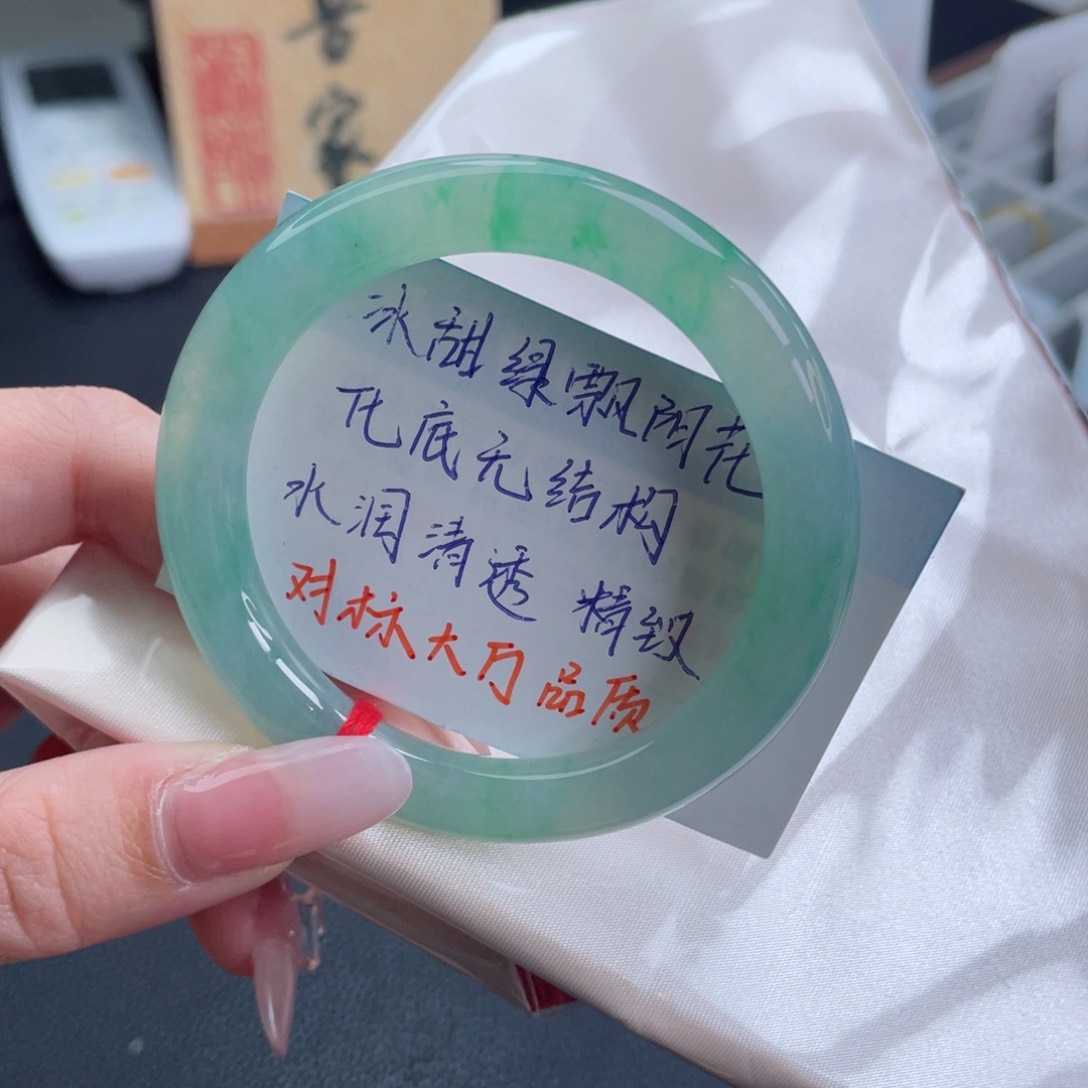 冰甜绿飘阳花
化底无结构
水润清透 精致
对标大厅品质